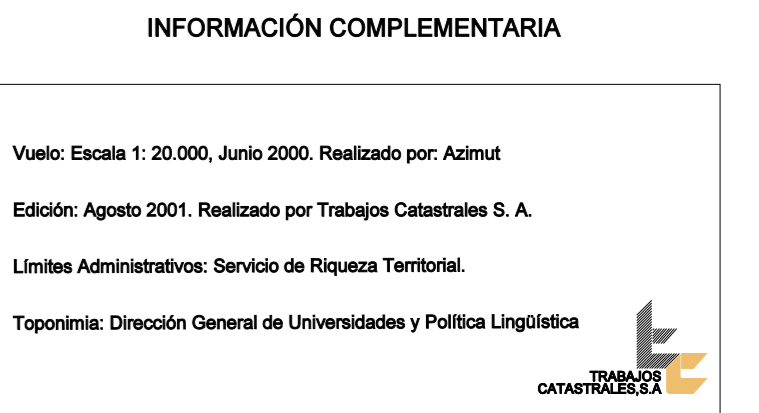 INFORMACIÓN COMPLEMENTARIA
Vuelo: Escala 1: 20.000, Junio 2000. Realizado por: Azimut
Edición: Agosto 2001. Realizado por Trabajos Catastrales S. A.
Límites Administrativos: Servicio de Riqueza Territorial.
Toponimia: Dirección General de Universidades y Política Lingüística
TRABAJOS
CATASTRALES,S.A